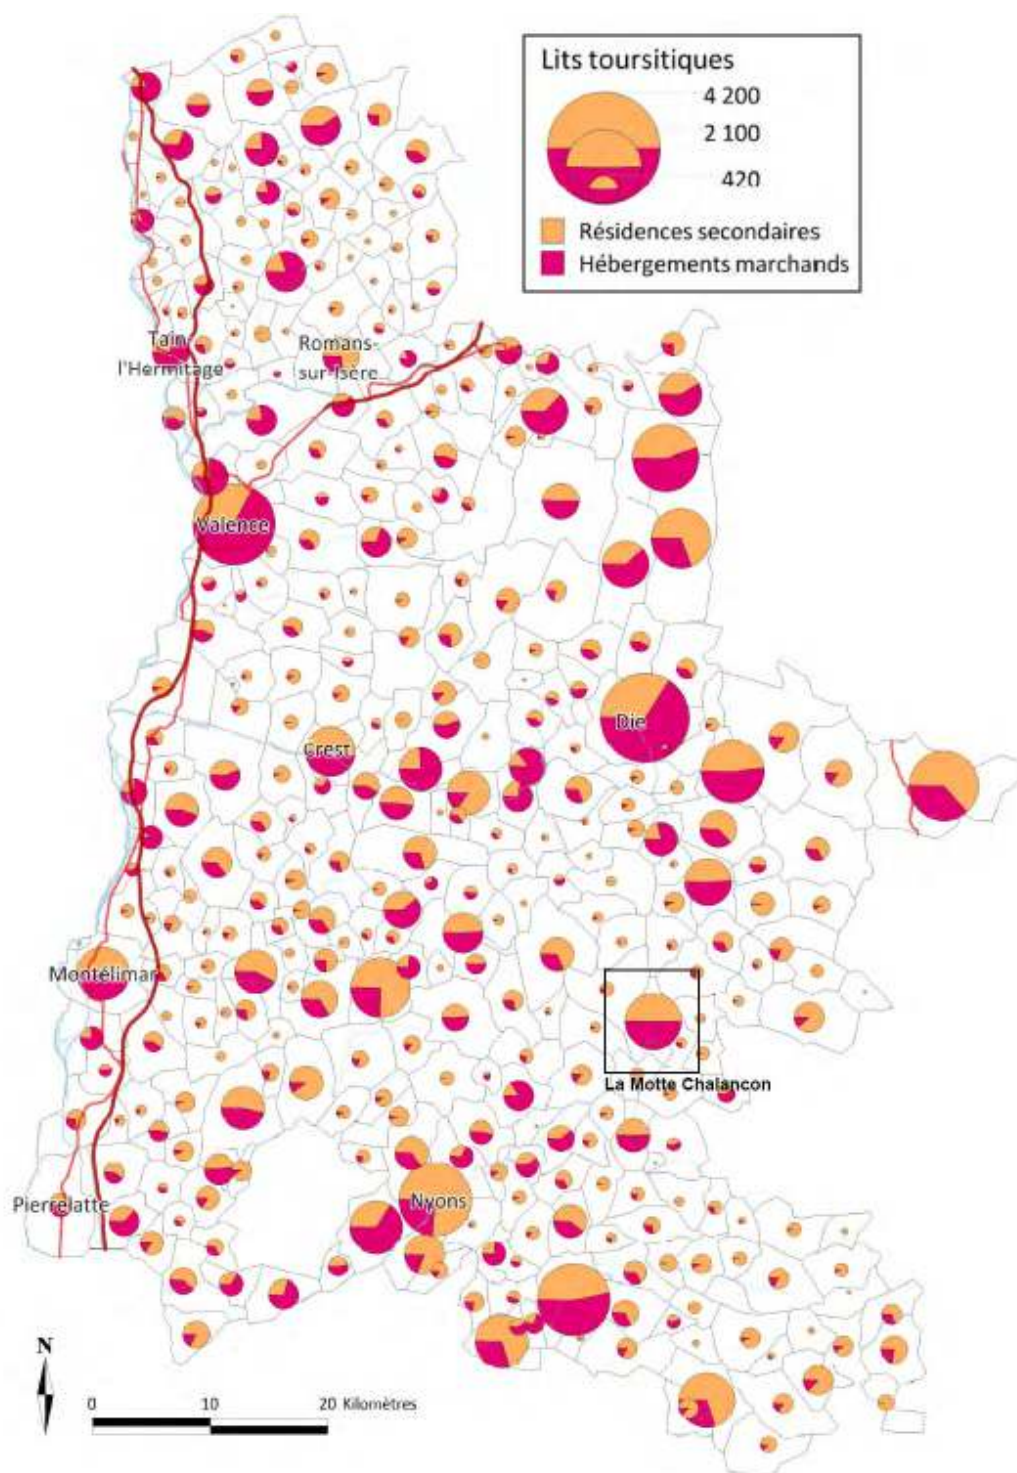 Lits toursitiques
4 200
2 100
420
Résidences secondaires
Hébergements marchands
Tain-
l'Hermitage
Romans-
sur-Isère
Valence
Die
Crest
Montélimar
La Motte Chalancon
Pierrelatte
Nyons
N
0 10 20 Kilomètres